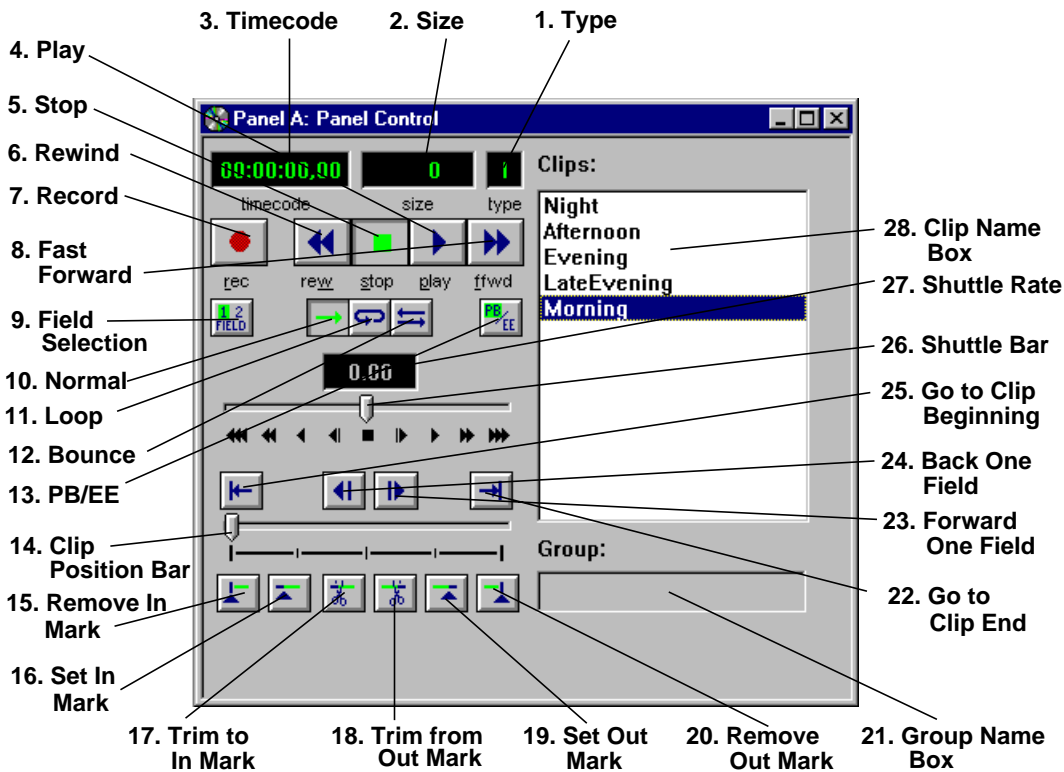 3. Timecode
2. Size
1. Type
4. Play
5. Stop
6. Rewind
7. Record
8. Fast
Forward
9. Field
Selection
10. Normal
11. Loop
12. Bounce
13. PB/EE
14. Clip
Position Bar
15. Remove In
Mark
16. Set In
Mark
17. Trim to
In Mark
18. Trim from
Out Mark
19. Set Out
Mark
20. Remove
Out Mark
21. Group Name
Box
22. Go to
Clip End
23. Forward
One Field
24. Back One
Field
25. Go to Clip
Beginning
26. Shuttle Bar
27. Shuttle Rate
28. Clip Name
Box
Panel A: Panel Control
00:00:00,00
0
1
timecode
size
type
rec
rew
stop
play
ffwd
1 2
FIELD
PB/EE
0.00
Clips:
Night
Afternoon
Evening
LateEvening
Morning
Group: